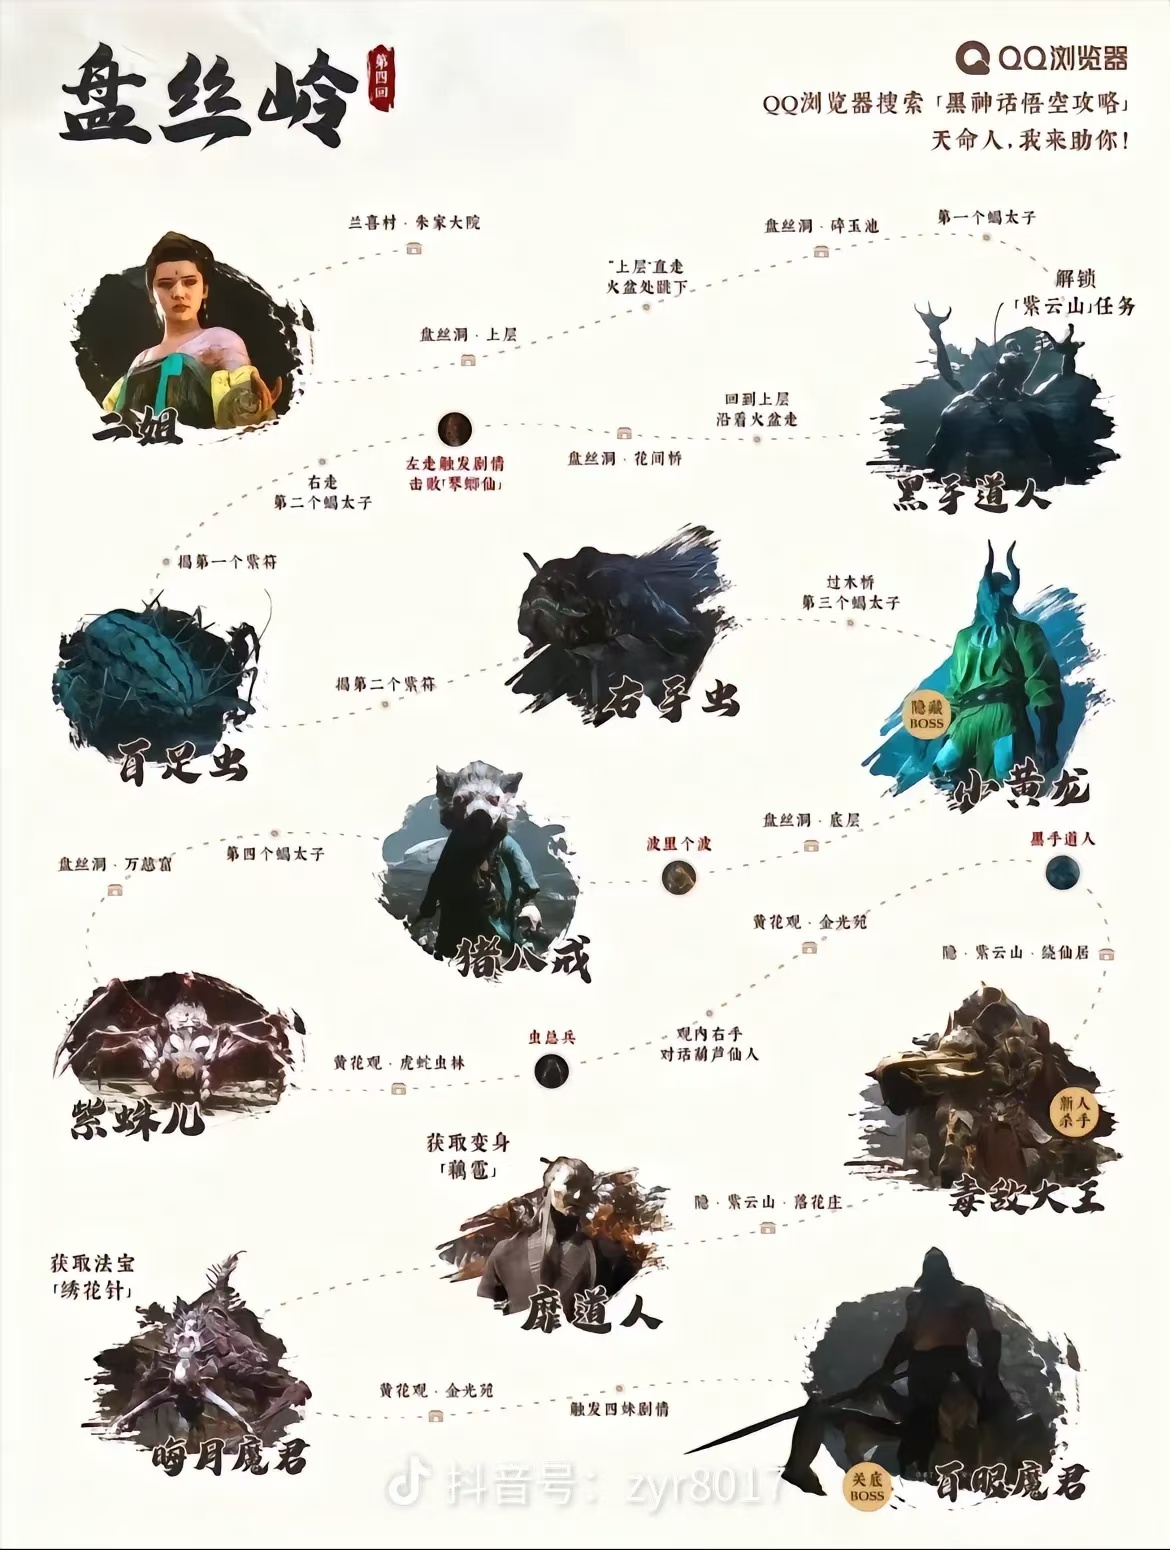 盘丝岭
第四回
QQ浏览器
QQ浏览器搜索「黑神话悟空攻略」
天命人,我来助你!
兰喜村·朱家大院
二姐
盘丝洞·上层
"上层"直走
火盆处跳下
盘丝洞·碎玉池
第一个蝎太子
解锁
「紫云山」任务
黑手道人
回到上层
沿着火盆走
盘丝洞·花间桥
左走触发剧情
击败「琴螂仙」
右走
第二个蝎太子
揭第一个紫符
百足虫
揭第二个紫符
右手虫
过木桥
第三个蝎太子
隐藏
BOSS
小黄龙
盘丝洞·底层
波里个波
猪八戒
第四个蝎太子
盘丝洞·万慈富
紫蛛儿
黄花观·虎蛇虫林
虫总兵
观内右手
对话葫芦仙人
黄花观·金光苑
黑手道人
隐·紫云山·绕仙居
新人
杀手
毒敌大王
隐·紫云山·落花庄
获取变身
「藕雹」
靡道人
获取法宝
「绣花针」
晦月魔君
黄花观·金光苑
触发四妹剧情
关底
BOSS
百眼魔君
抖音号：zyr8017